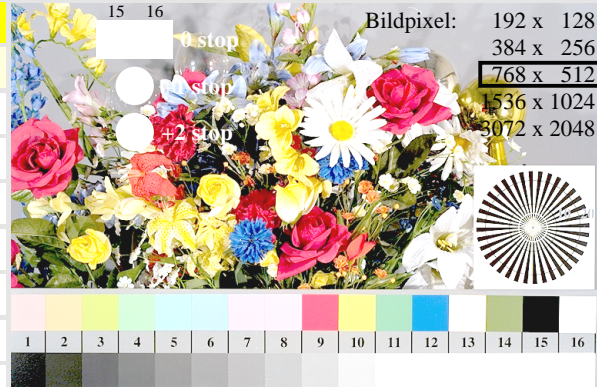 15 16
0 stop
+1 stop
+2 stop
Bildpixel: 192 x 128
384 x 256
768 x 512
1536 x 1024
3072 x 2048
1 2 3 4 5 6 7 8 9 10 11 12 13 14 15 16